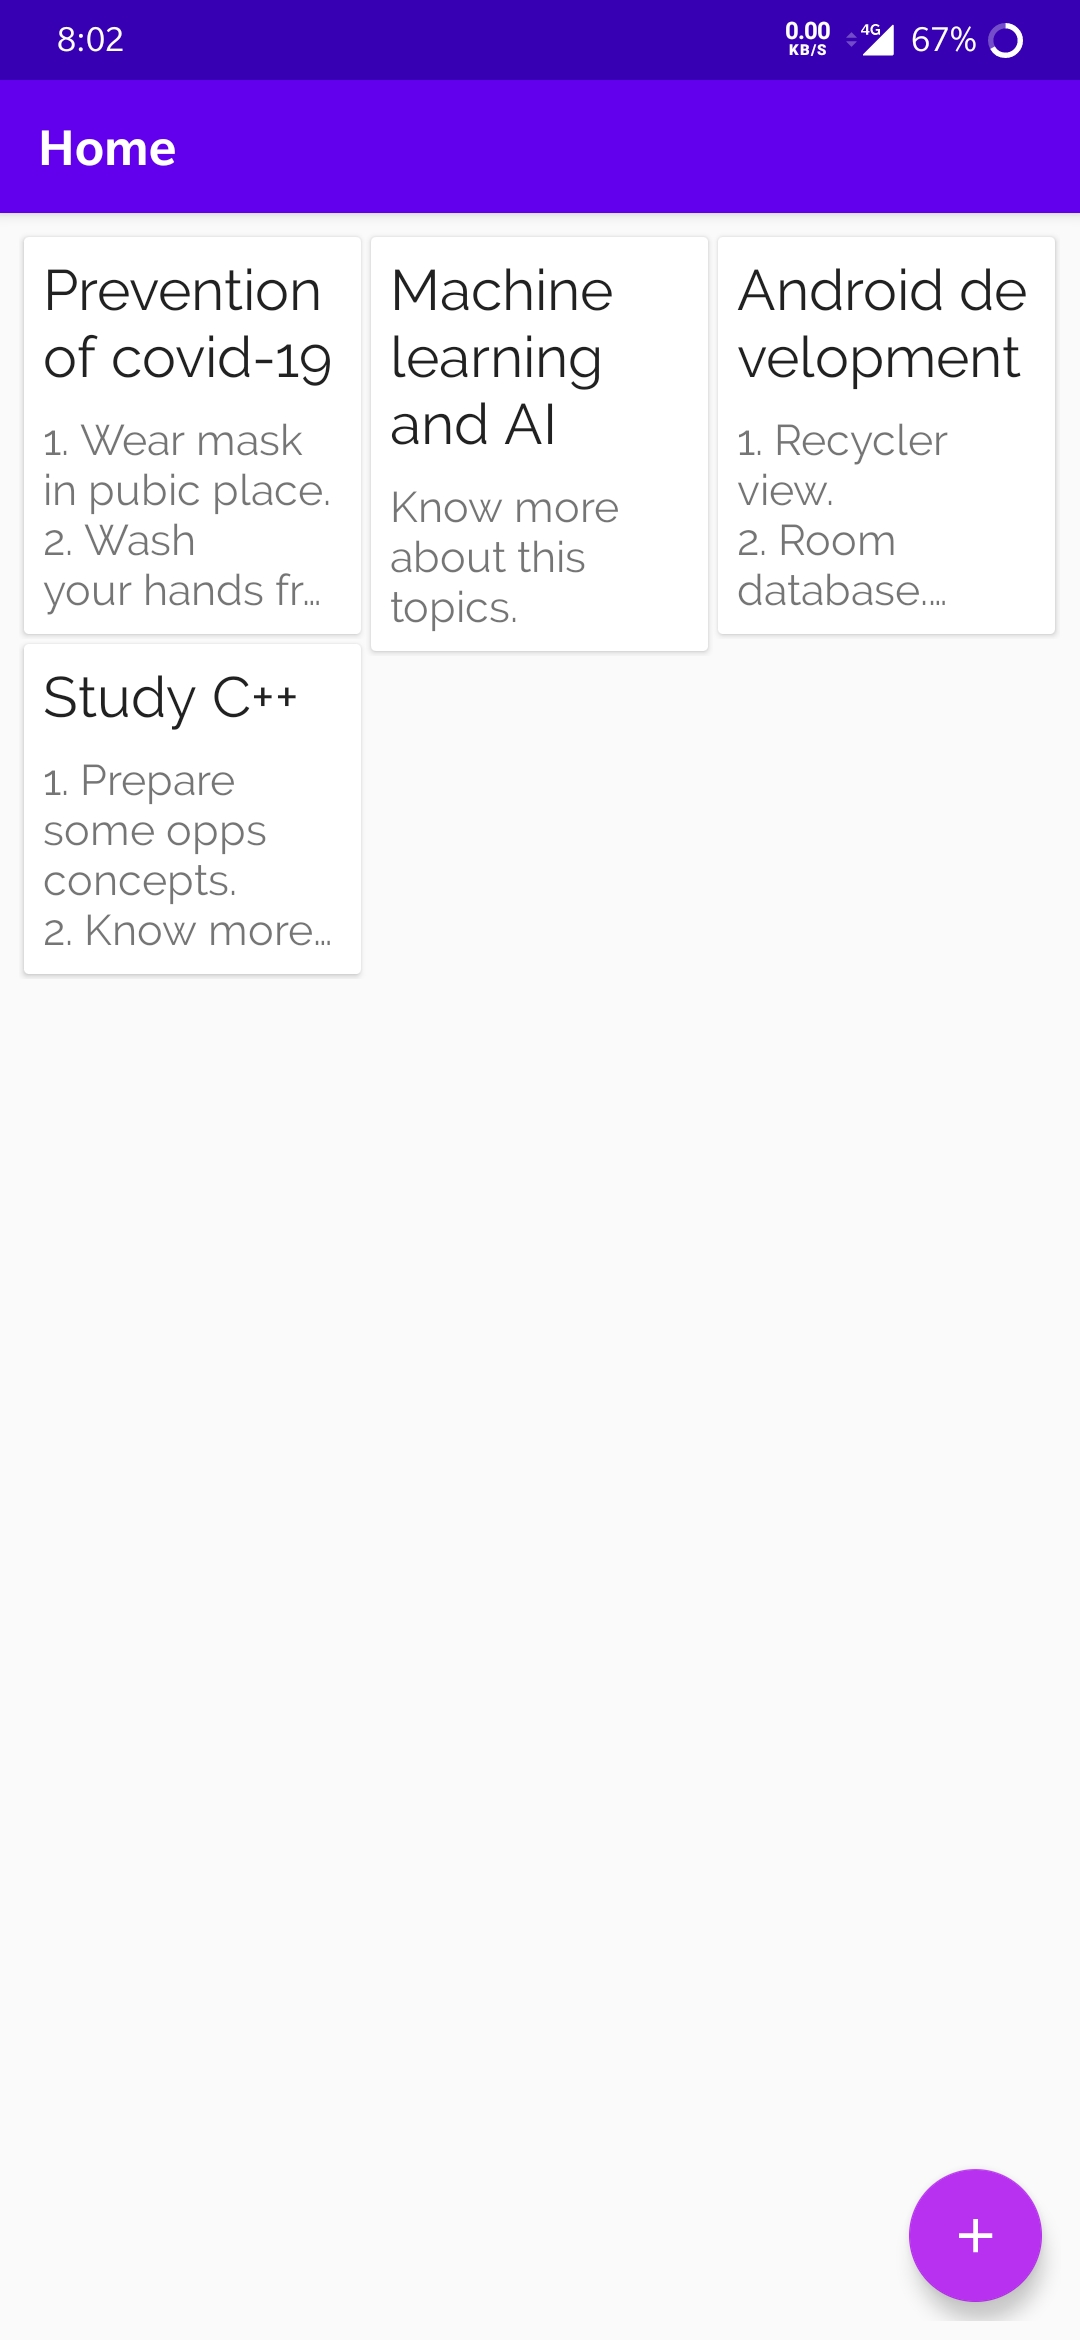 8:02
0.00
KB/S
4G
67%
Home
Prevention
of covid-19
1. Wear mask
in pubic place.
2. Wash
your hands fr...
Machine
learning
and AI
Know more
about this
topics.
Android de
velopment
1. Recycler
view.
2. Room
database....
Study C++
1. Prepare
some opps
concepts.
2. Know more...